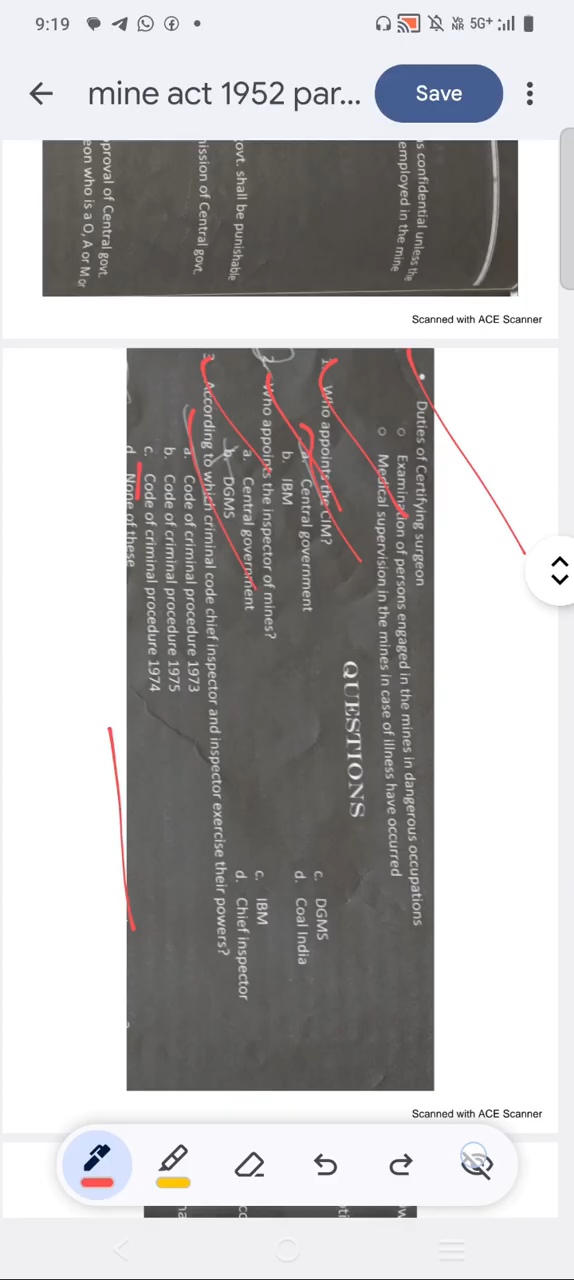 9:19
5G+
mine act 1952 par...
Save
s confidential unless the
employed in the mine
ovt. shall be punishable
ission of Central govt.
proval of Central govt.
eon who is a O, A or M or
Scanned with ACE Scanner
• Duties of Certifying surgeon
○ Examination of persons engaged in the mines in dangerous occupations
○ Medical supervision in the mines in case of illness have occurred
QUESTIONS
1. Who appoints the CIM?
a. Central government
b. IBM
c. DGMS
d. Coal India
2. Who appoints the inspector of mines?
a. Central government
b. DGMS
c. IBM
d. Chief inspector
3. According to which criminal code chief inspector and inspector exercise their powers?
a. Code of criminal procedure 1973
b. Code of criminal procedure 1975
c. Code of criminal procedure 1974
d. None of these
Scanned with ACE Scanner